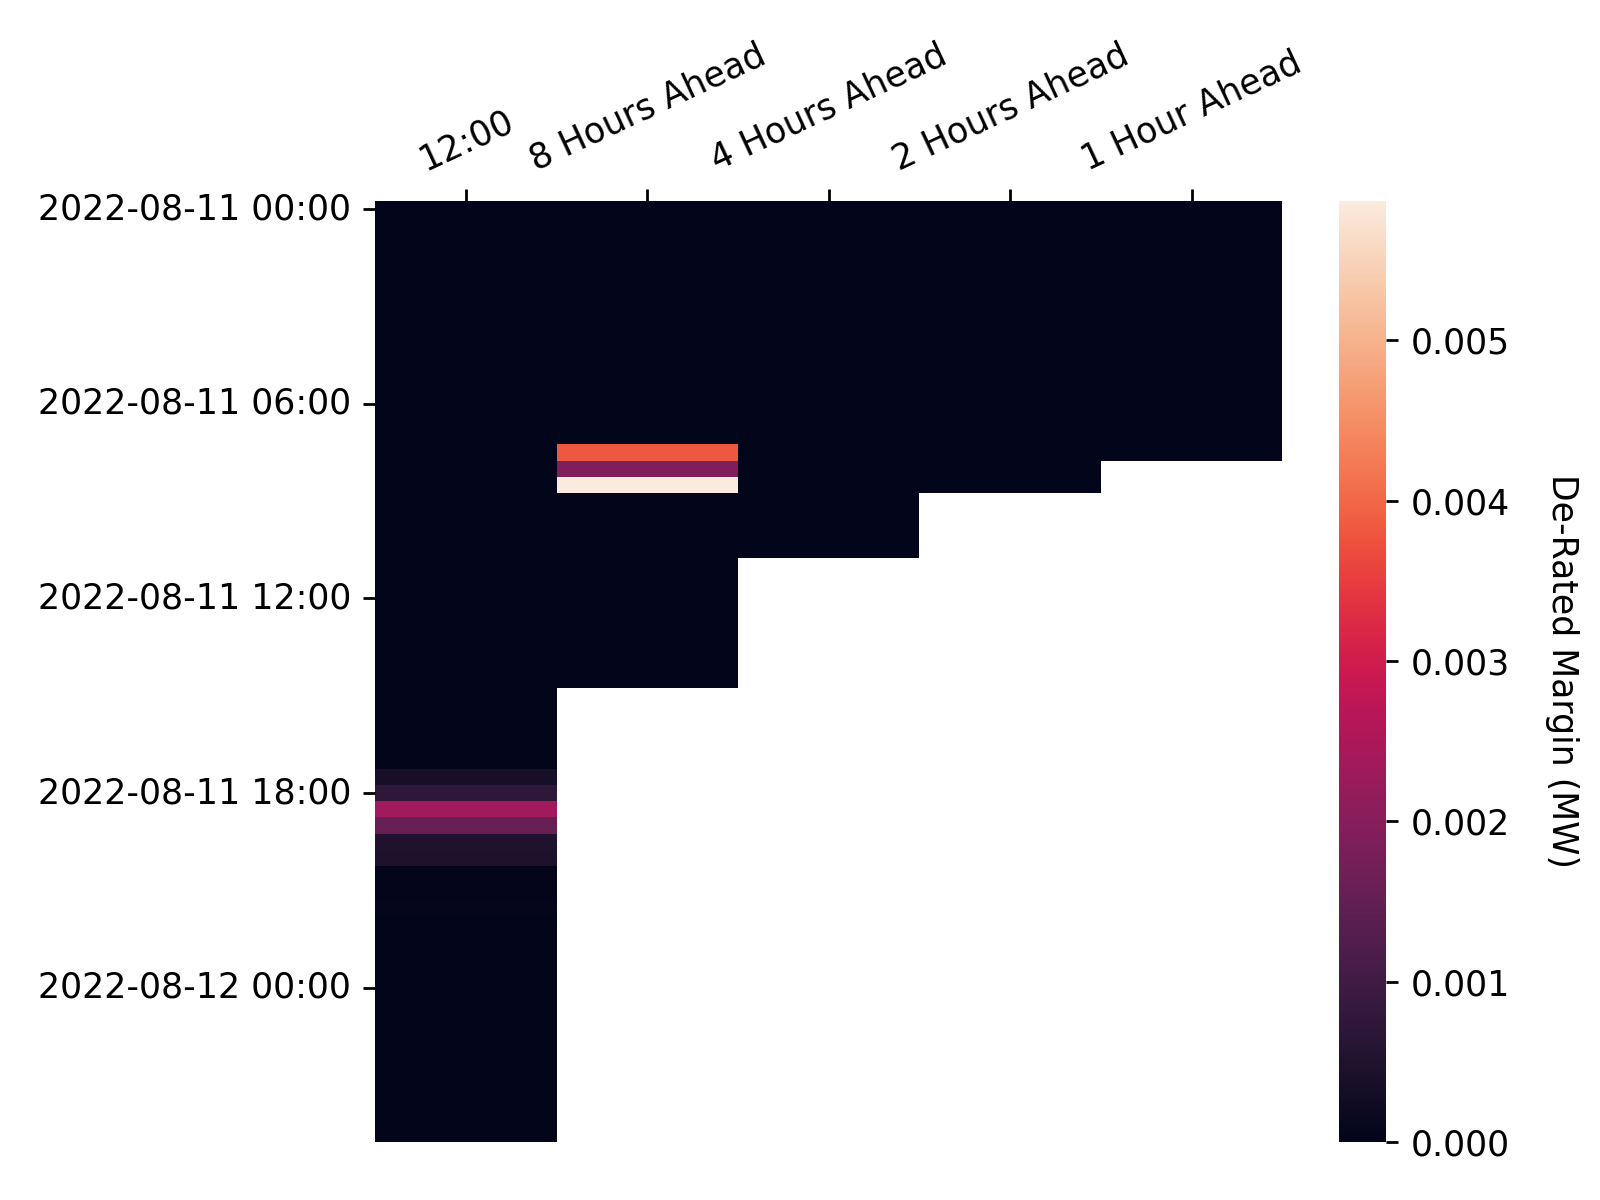 12:00
8 Hours Ahead
4 Hours Ahead
2 Hours Ahead
1 Hour Ahead
2022-08-11 00:00
2022-08-11 06:00
2022-08-11 12:00
2022-08-11 18:00
2022-08-12 00:00
0.005
0.004
0.003
0.002
0.001
0.000
De-Rated Margin (MW)